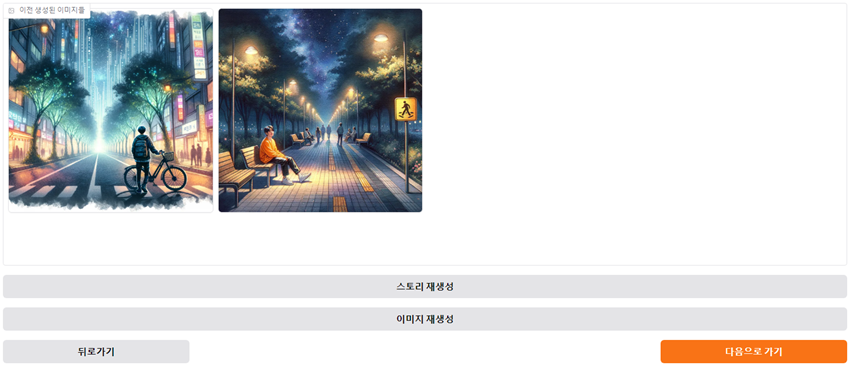 이전 생성된 이미지들
스토리 재생성
이미지 재생성
뒤로가기
다음으로 가기